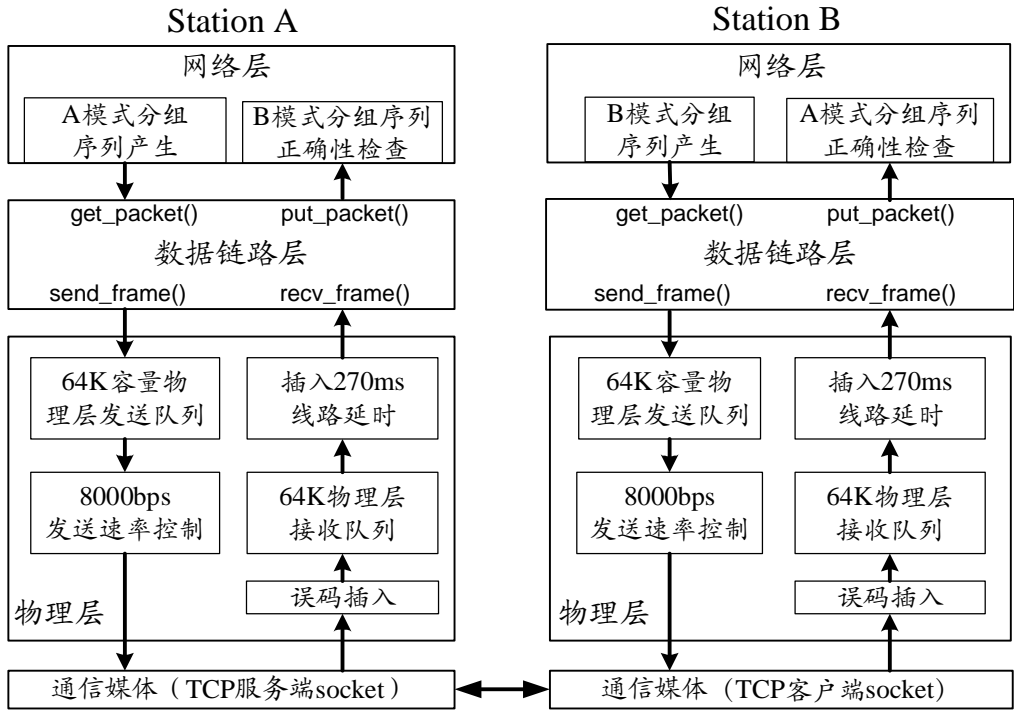 Station A
Station B
网络层
A模式分组
序列产生
B模式分组序列
正确性检查
网络层
B模式分组
序列产生
A模式分组序列
正确性检查
get_packet()
put_packet()
数据链路层
send_frame()
recv_frame()
get_packet()
put_packet()
数据链路层
send_frame()
recv_frame()
64K容量物
理层发送队列
插入270ms
线路延时
8000bps
发送速率控制
64K物理层
接收队列
误码插入
物理层
64K容量物
理层发送队列
插入270ms
线路延时
8000bps
发送速率控制
64K物理层
接收队列
误码插入
物理层
通信媒体（TCP服务端socket）
通信媒体（TCP客户端socket）